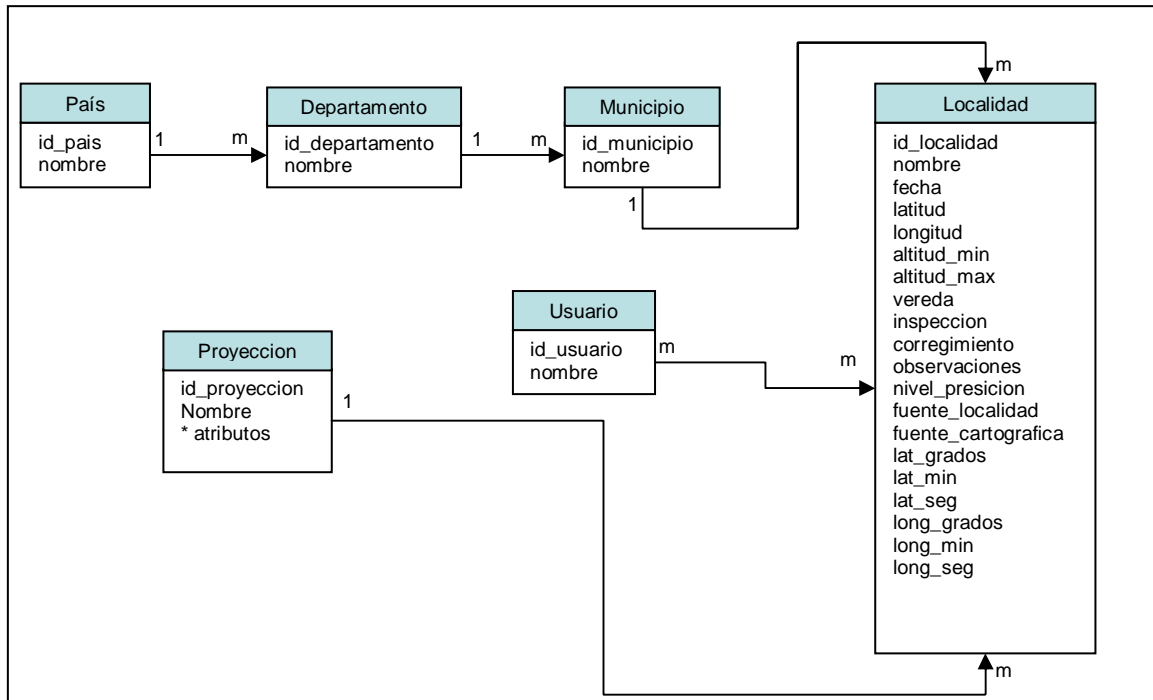 País
id_pais
nombre
1
m
Departamento
id_departamento
nombre
1
m
Municipio
id_municipio
nombre
1
m
Localidad
id_localidad
nombre
fecha
latitud
longitud
altitud_min
altitud_max
vereda
inspeccion
corregimiento
observaciones
nivel_presicion
fuente_localidad
fuente_cartografica
lat_grados
lat_min
lat_seg
long_grados
long_min
long_seg
Usuario
id_usuario
nombre
m
m
Proyeccion
id_proyeccion
Nombre
* atributos
1
m